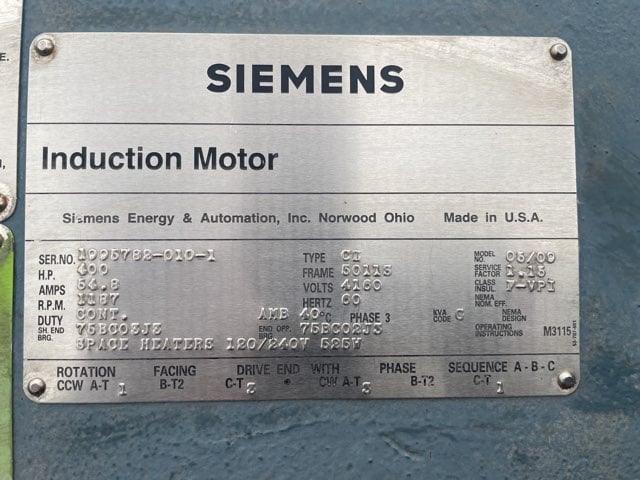 E.
SIEMENS
Induction Motor
Siemens Energy & Automation, Inc. Norwood Ohio Made in U.S.A.
SER.NO. 1995782-010-1 TYPE CI MODEL NO. 05/00
H.P. 400 FRAME 5011S SERVICE FACTOR 1.15
AMPS 54.8 VOLTS 4160 CLASS INSUL. F-VPI
R.P.M. 1187 HERTZ 60 NEMA NOM. EFF.
DUTY CONT. AMB 40°C PHASE 3 KVA CODE G NEMA DESIGN
SH. END BRG. 75BC03J3 END OPP. BRG. 75BC02J3 OPERATING INSTRUCTIONS M3115
SPACE HEATERS 120/240V 525W
ROTATION FACING DRIVE END WITH PHASE SEQUENCE A - B - C
CCW A-T 1 B-T2 C-T 3 • CW A-T 3 B-T2 C-T 1